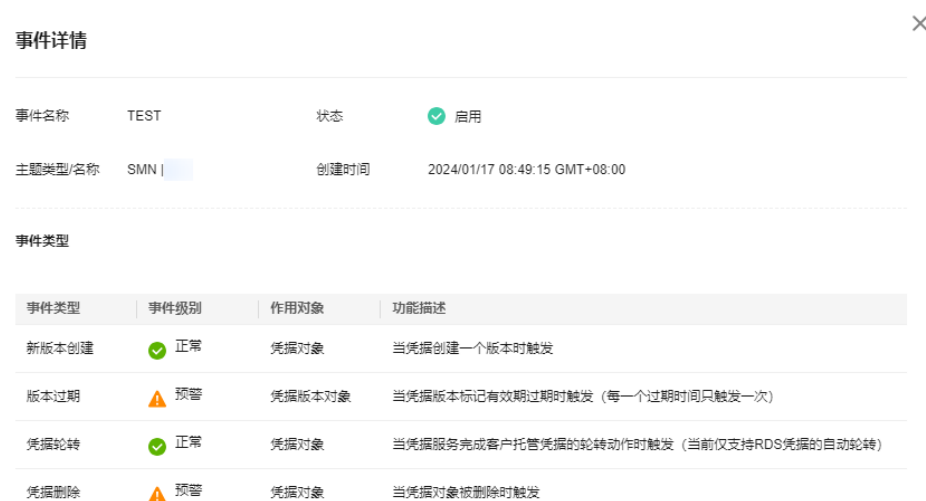 事件详情
事件名称 TEST 状态 启用
主题类型/名称 SMN | 创建时间 2024/01/17 08:49:15 GMT+08:00
事件类型
事件类型 事件级别 作用对象 功能描述
新版本创建 正常 凭据对象 当凭据创建一个版本时触发
版本过期 预警 凭据版本对象 当凭据版本标记有效期过期时触发（每一个过期时间只触发一次）
凭据轮转 正常 凭据对象 当凭据服务完成客户托管凭据的轮转动作时触发（当前仅支持RDS凭据的自动轮转）
凭据删除 预警 凭据对象 当凭据对象被删除时触发